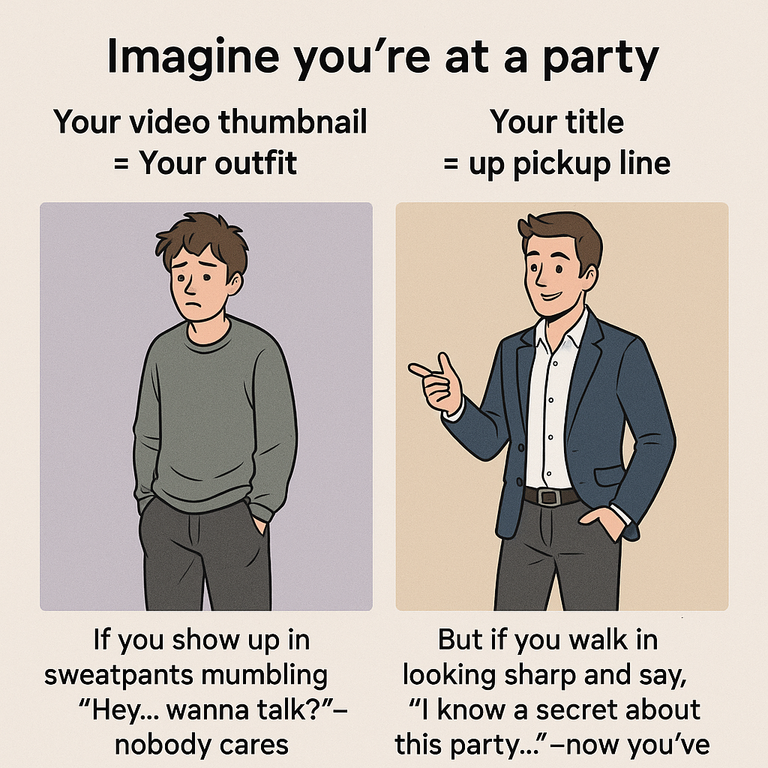 Imagine you’re at a party
Your video thumbnail
= Your outfit
Your title
= up pickup line
If you show up in
sweatpants mumbling
“Hey... wanna talk?”–
nobody cares
But if you walk in
looking sharp and say,
“I know a secret about
this party...”–now you’ve